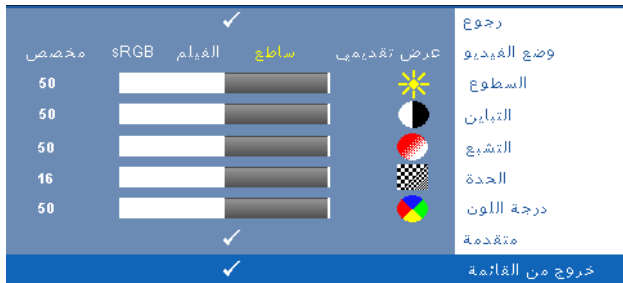 رجوع
وضع الفيديو عرض تقديمي ساطع الفيلم sRGB مخصص
السطوع 50
التباين 50
التشبع 50
الحدة 16
درجة اللون 50
متقدمة
خروج من القائمة